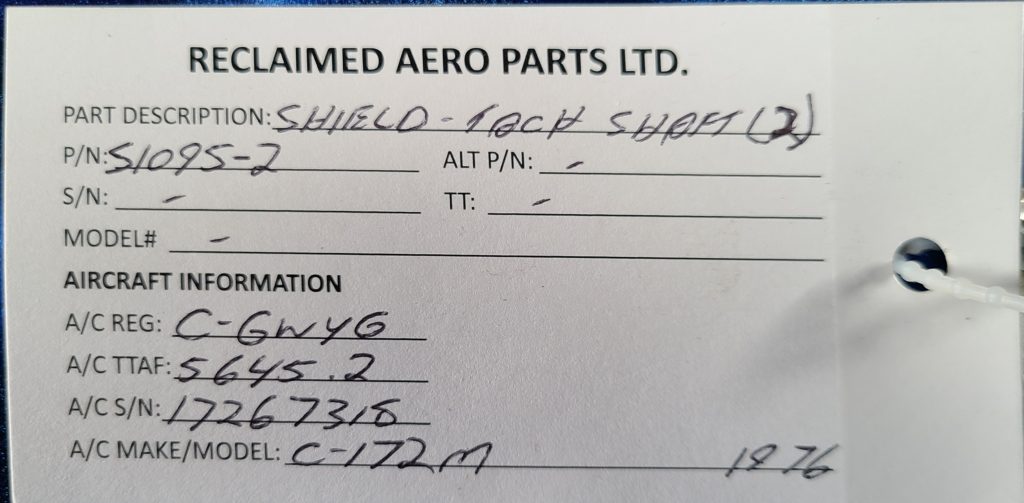 RECLAIMED AERO PARTS LTD.
PART DESCRIPTION: SHIELD - TACH SHAFT (2)
P/N: S1095-2 ALT P/N: -
S/N: - TT: -
MODEL# -
AIRCRAFT INFORMATION
A/C REG: C-GWYG
A/C TTAF: 5645.2
A/C S/N: 17267318
A/C MAKE/MODEL: C-172M 1976